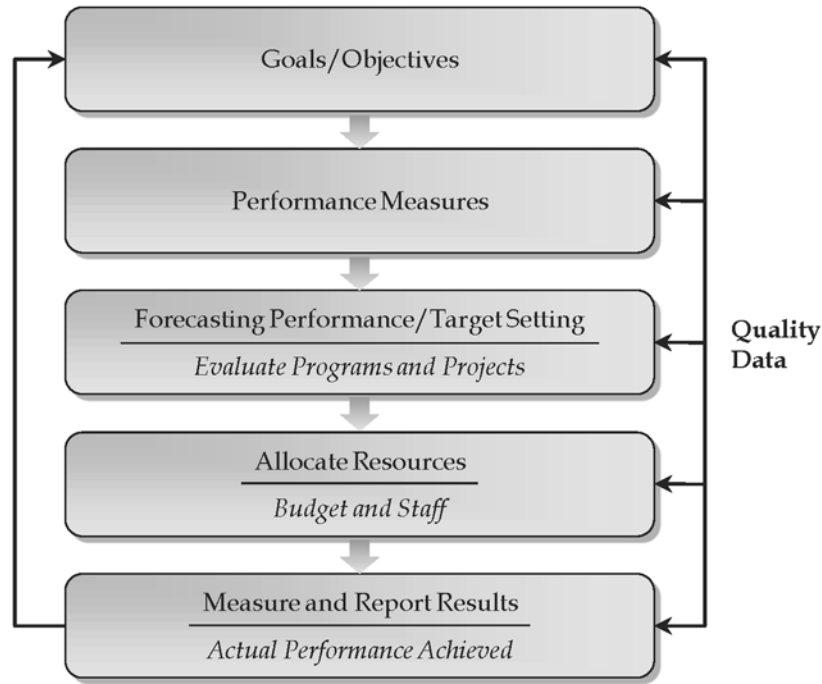 Goals/Objectives
Performance Measures
Forecasting Performance/Target Setting
Evaluate Programs and Projects
Quality
Data
Allocate Resources
Budget and Staff
Measure and Report Results
Actual Performance Achieved